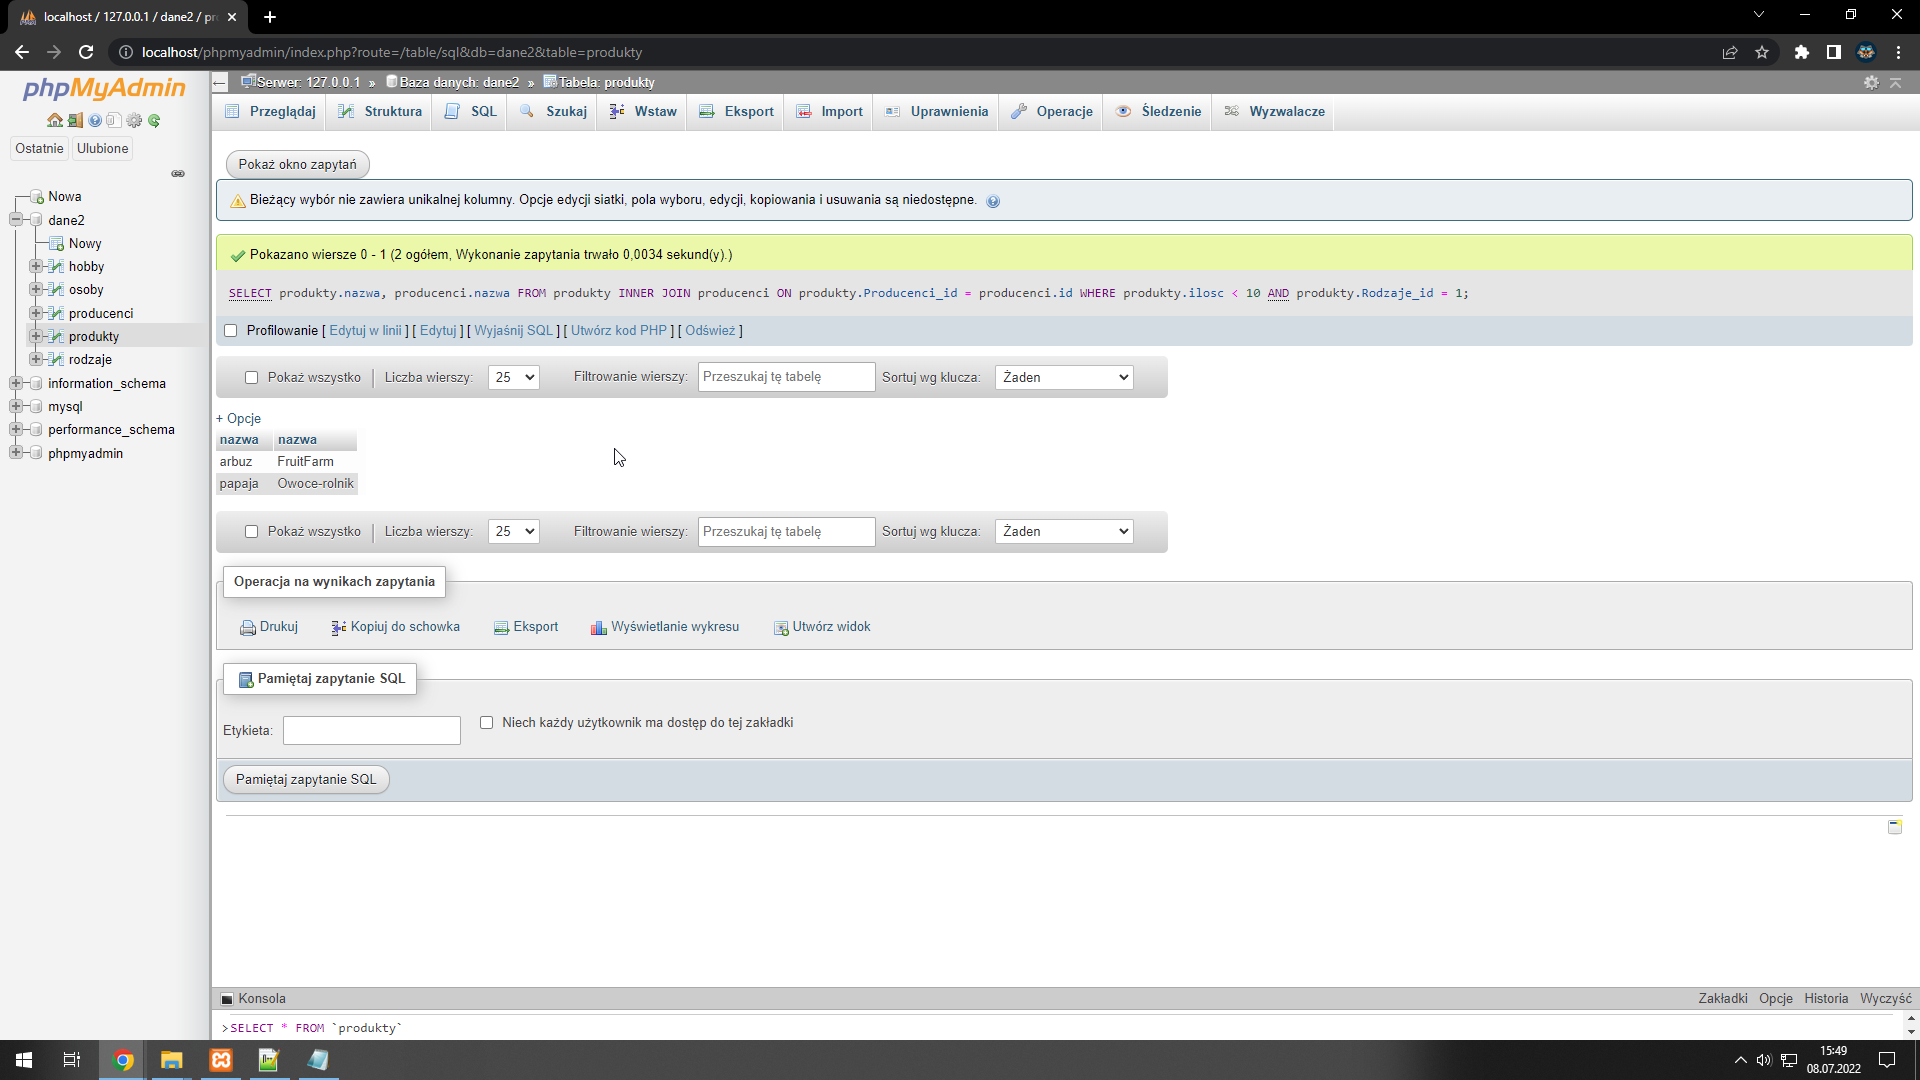 localhost / 127.0.0.1 / dane2 / pr
localhost/phpmyadmin/index.php?route=/table/sql&db=dane2&table=produkty
phpMyAdmin
Ostatnie Ulubione
Nowa
dane2
Nowy
hobby
osoby
producenci
produkty
rodzaje
information_schema
mysql
performance_schema
phpmyadmin
Serwer: 127.0.0.1 » Baza danych: dane2 » Tabela: produkty
Przeglądaj Struktura SQL Szukaj Wstaw Eksport Import Uprawnienia Operacje Śledzenie Wyzwalacze
Pokaż okno zapytań
Bieżący wybór nie zawiera unikalnej kolumny. Opcje edycji siatki, pola wyboru, edycji, kopiowania i usuwania są niedostępne.
Pokazano wiersze 0 - 1 (2 ogółem, Wykonanie zapytania trwało 0,0034 sekund(y).)
SELECT produkty.nazwa, producenci.nazwa FROM produkty INNER JOIN producenci ON produkty.Producenci_id = producenci.id WHERE produkty.ilosc < 10 AND produkty.Rodzaje_id = 1;
Profilowanie [ Edytuj w linii ] [ Edytuj ] [ Wyjaśnij SQL ] [ Utwórz kod PHP ] [ Odśwież ]
Pokaż wszystko Liczba wierszy: 25 Filtrowanie wierszy: Przeszukaj tę tabelę Sortuj wg klucza: Żaden
+ Opcje
nazwa nazwa
arbuz FruitFarm
papaja Owoce-rolnik
Pokaż wszystko Liczba wierszy: 25 Filtrowanie wierszy: Przeszukaj tę tabelę Sortuj wg klucza: Żaden
Operacja na wynikach zapytania
Drukuj Kopiuj do schowka Eksport Wyświetlanie wykresu Utwórz widok
Pamiętaj zapytanie SQL
Etykieta: Niech każdy użytkownik ma dostęp do tej zakładki
Pamiętaj zapytanie SQL
Konsola Zakładki Opcje Historia Wyczyść
>SELECT * FROM `produkty`
15:49
08.07.2022